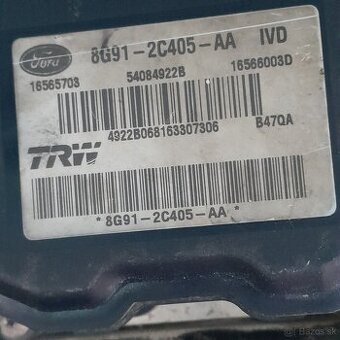 Ford 8G91-2C405-AA IVD
16565703 54084922B 16566003D
4922B068163307306 B47QA
TRW
*8G91-2C405-AA*
Bazos.sk